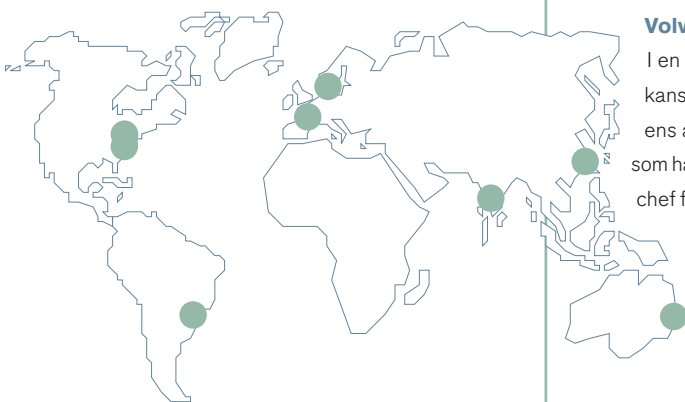 Volv
I en
kans
ens a
som ha
chef f